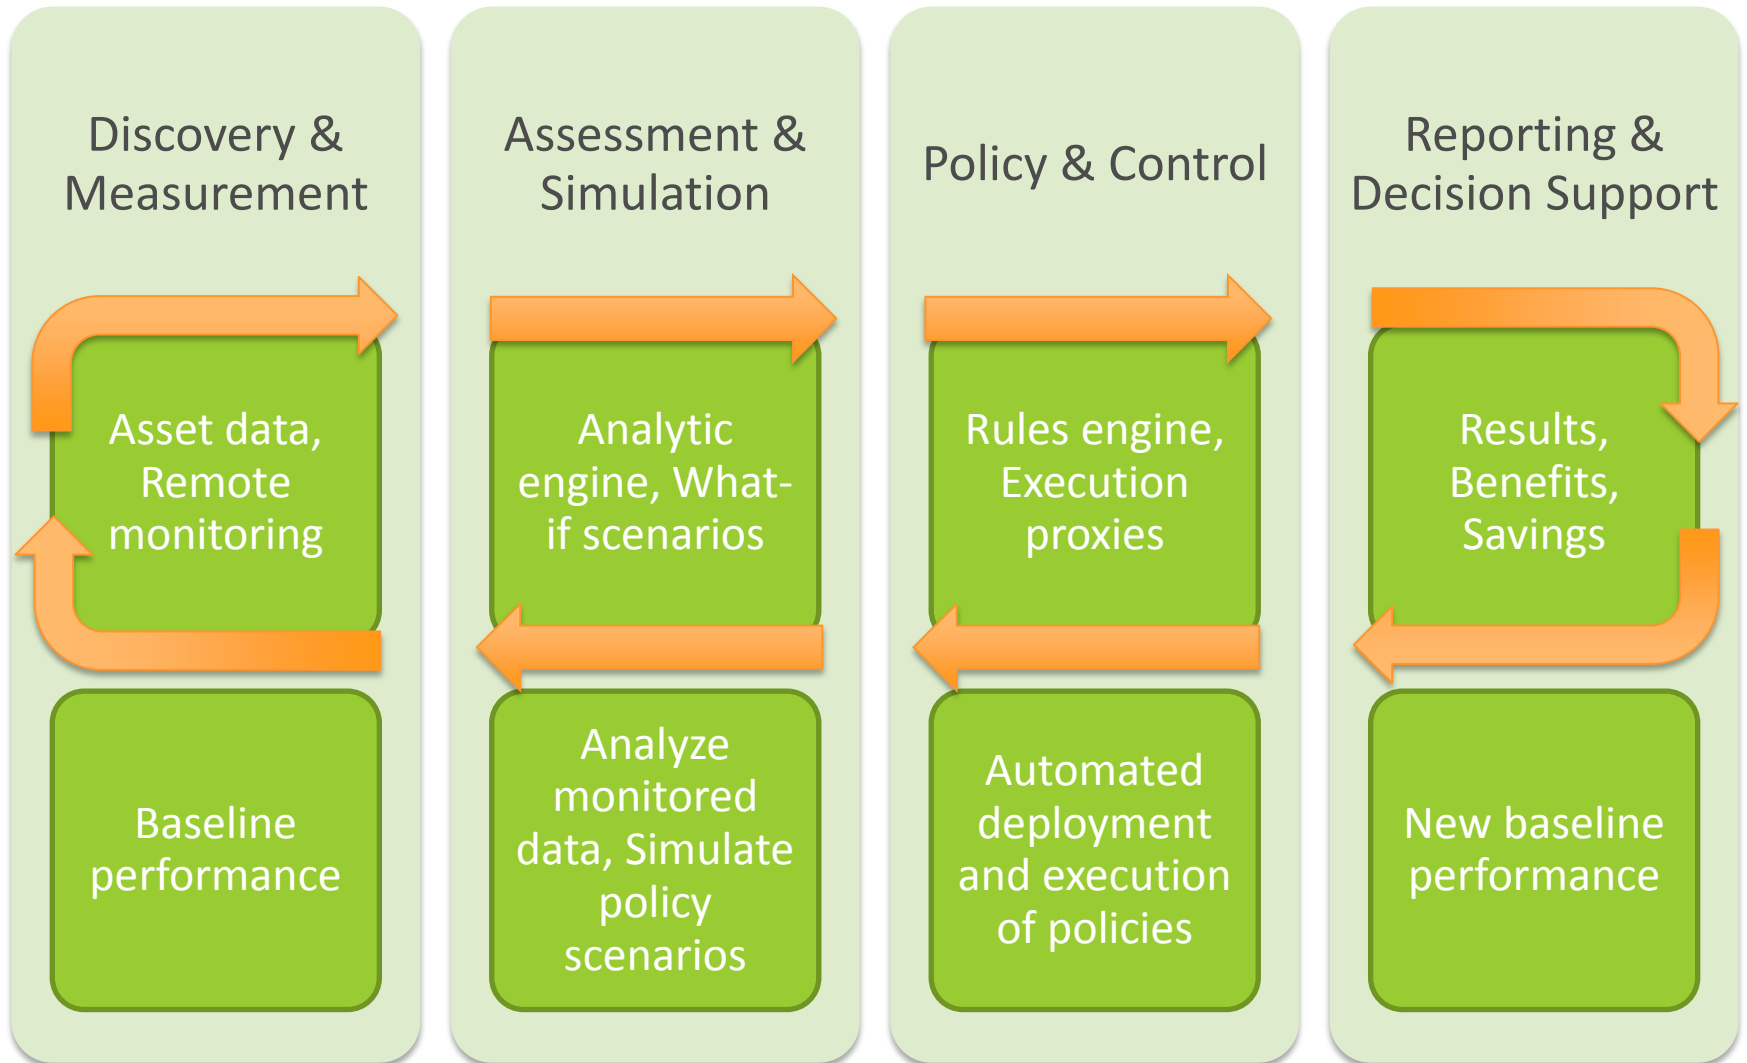 Discovery &
Measurement
Asset data,
Remote
monitoring
Baseline
performance
Assessment &
Simulation
Analytic
engine, What-
if scenarios
Analyze
monitored
data, Simulate
policy
scenarios
Policy & Control
Rules engine,
Execution
proxies
Automated
deployment
and execution
of policies
Reporting &
Decision Support
Results,
Benefits,
Savings
New baseline
performance